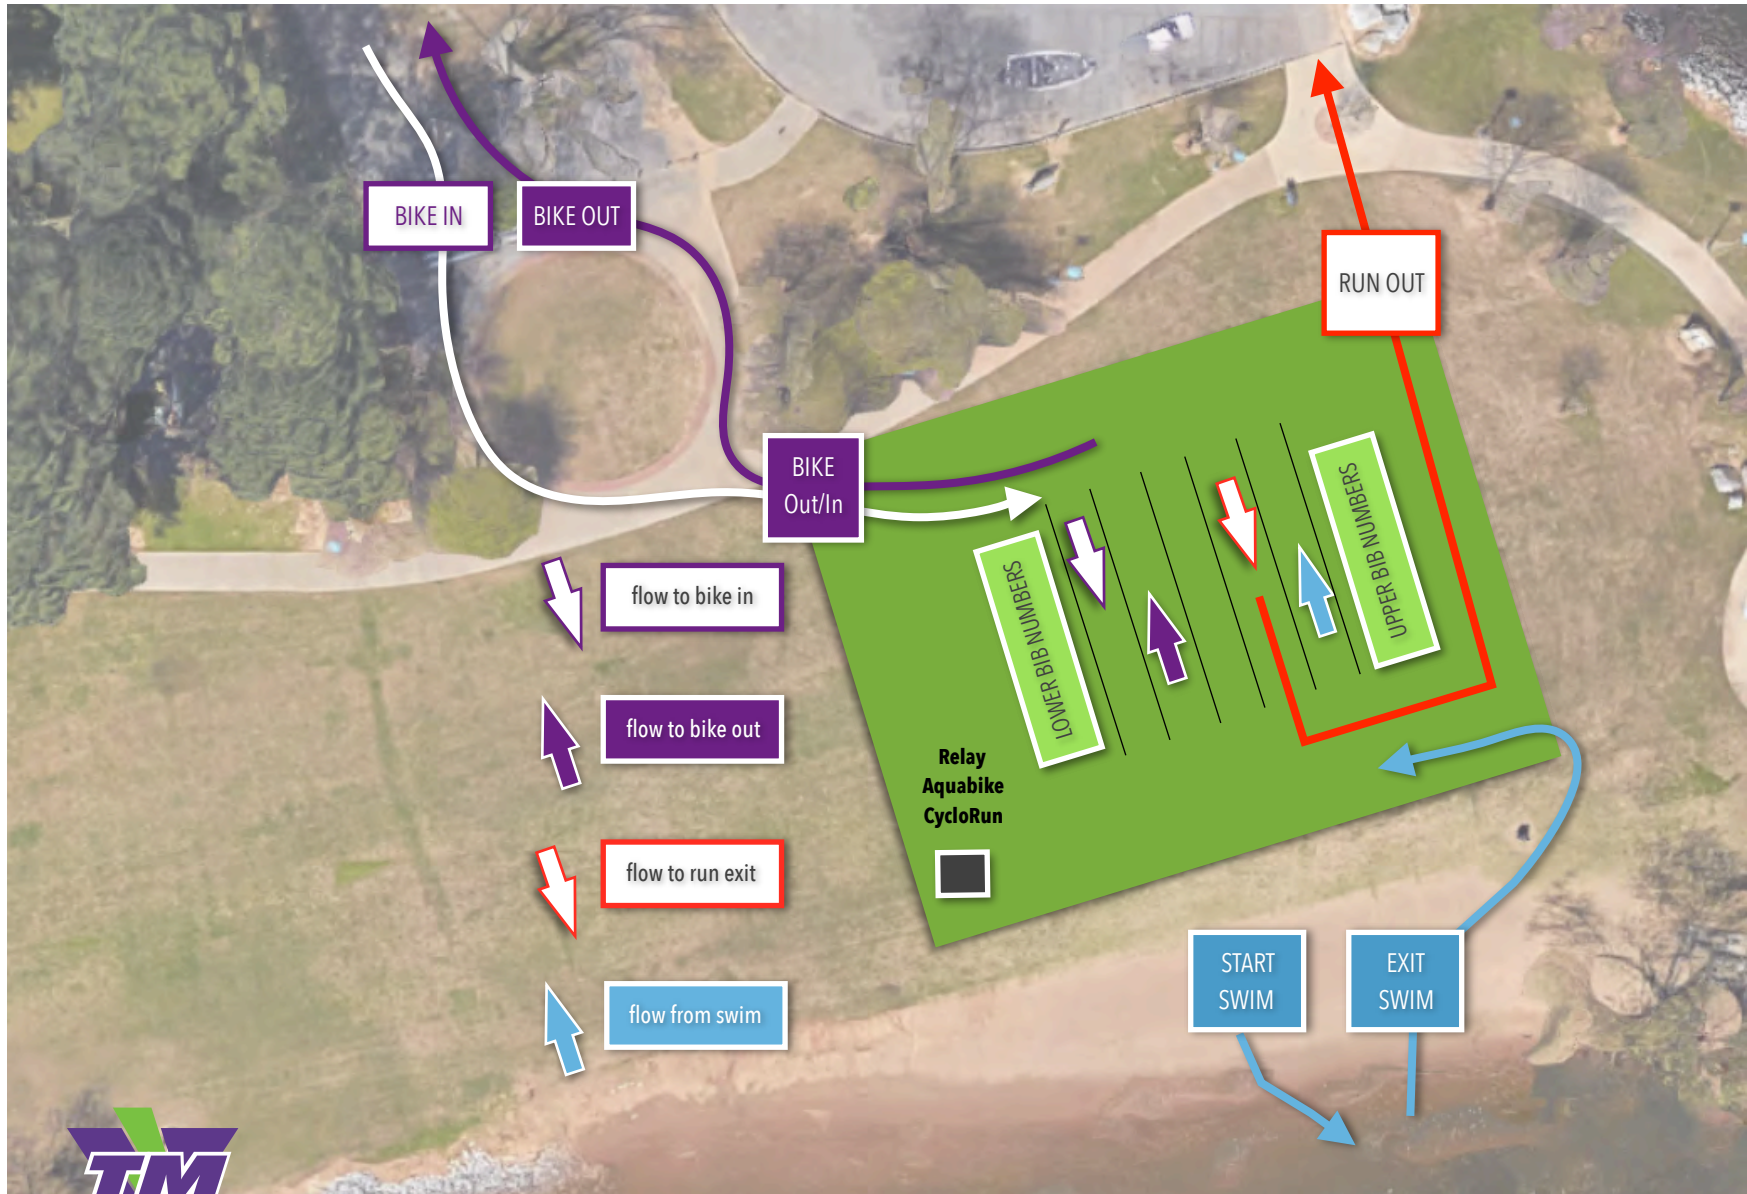 BIKE IN
BIKE OUT
RUN OUT
BIKE
Out/In
LOWER BIB NUMBERS
UPPER BIB NUMBERS
flow to bike in
flow to bike out
flow to run exit
flow from swim
Relay
Aquabike
CycloRun
START
SWIM
EXIT
SWIM
TM